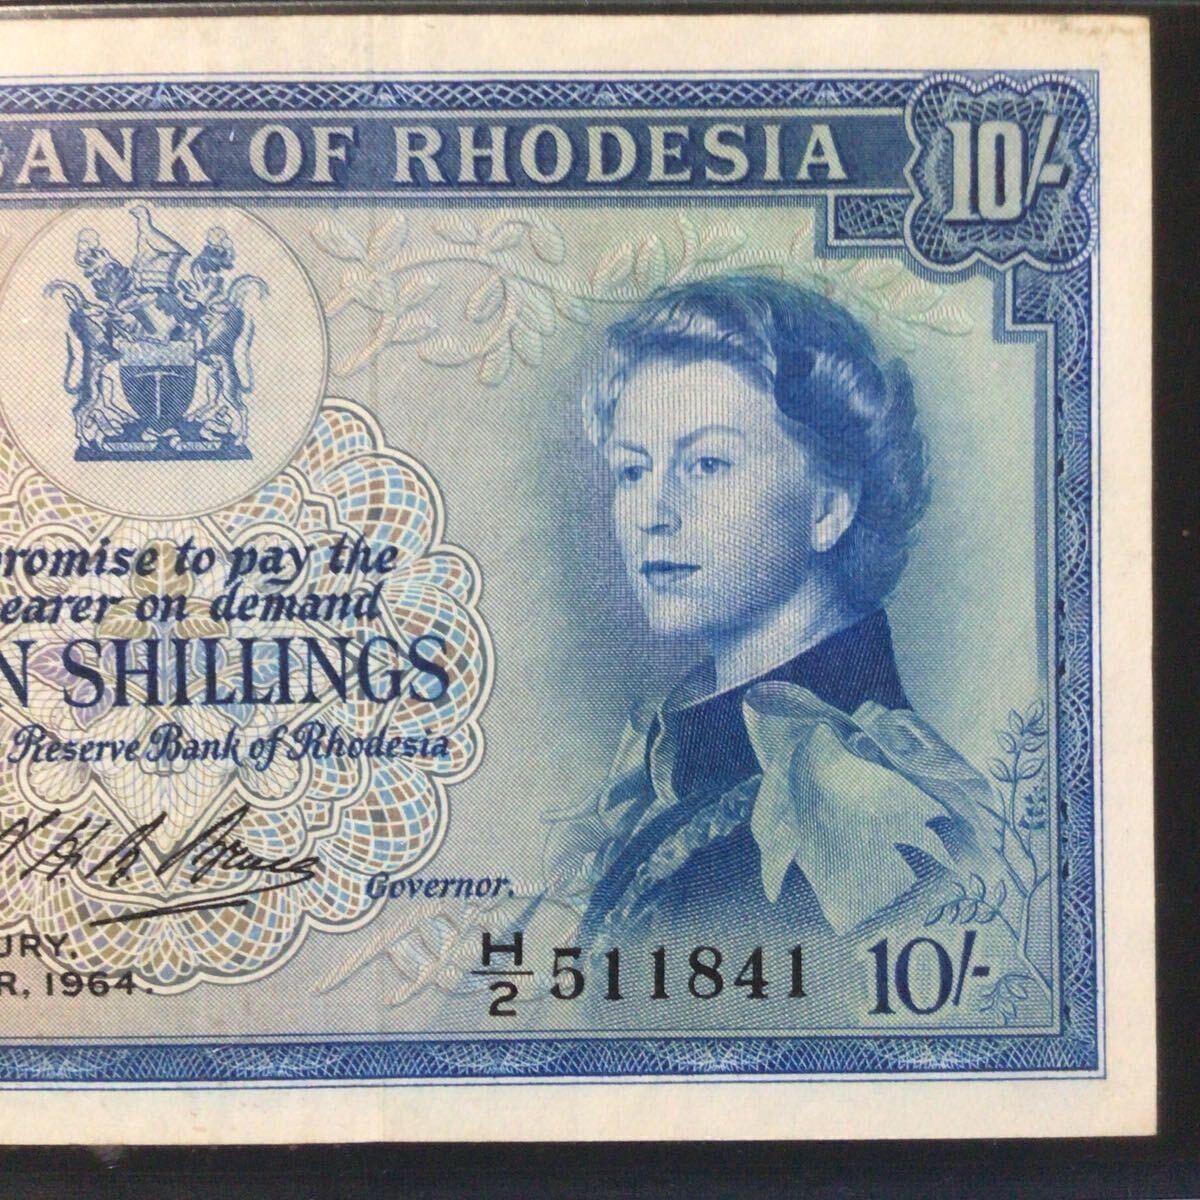 BANK OF RHODESIA
10/-
promise to pay the
earer on demand
N SHILLINGS
Reserve Bank of Rhodesia
Governor.
URY.
R, 1964.
H/2 511841
10/-